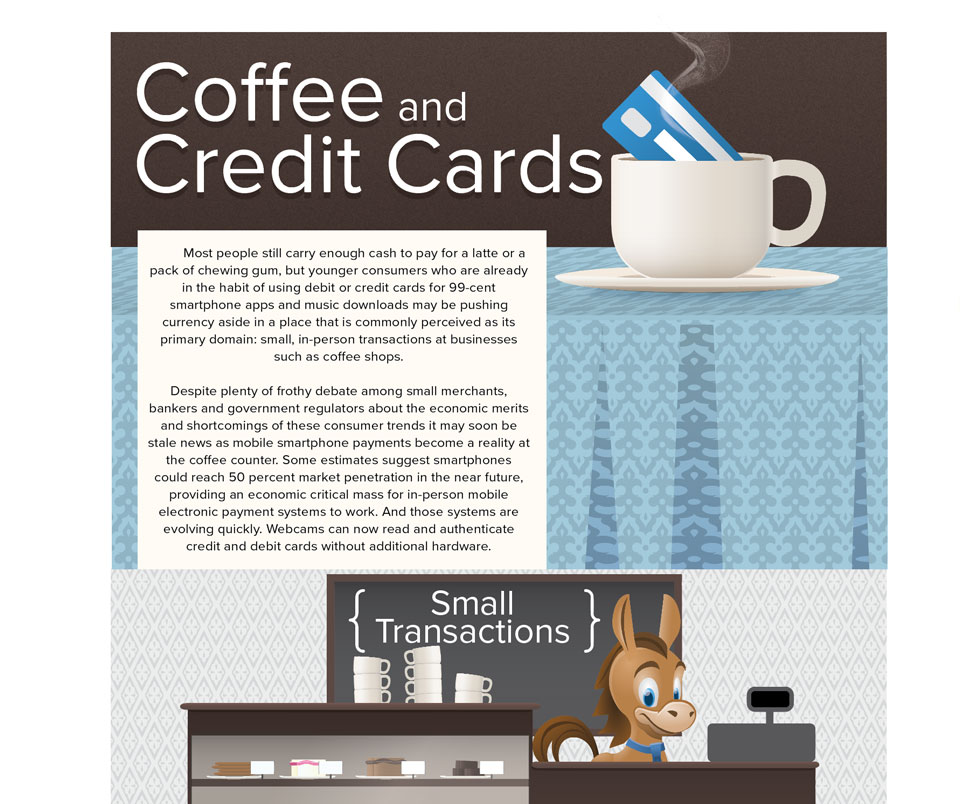 Coffee and
Credit Cards
Most people still carry enough cash to pay for a latte or a
pack of chewing gum, but younger consumers who are already
in the habit of using debit or credit cards for 99-cent
smartphone apps and music downloads may be pushing
currency aside in a place that is commonly perceived as its
primary domain: small, in-person transactions at businesses
such as coffee shops.
Despite plenty of frothy debate among small merchants,
bankers and government regulators about the economic merits
and shortcomings of these consumer trends it may soon be
stale news as mobile smartphone payments become a reality at
the coffee counter. Some estimates suggest smartphones
could reach 50 percent market penetration in the near future,
providing an economic critical mass for in-person mobile
electronic payment systems to work. And those systems are
evolving quickly. Webcams can now read and authenticate
credit and debit cards without additional hardware.
{ Small
Transactions }